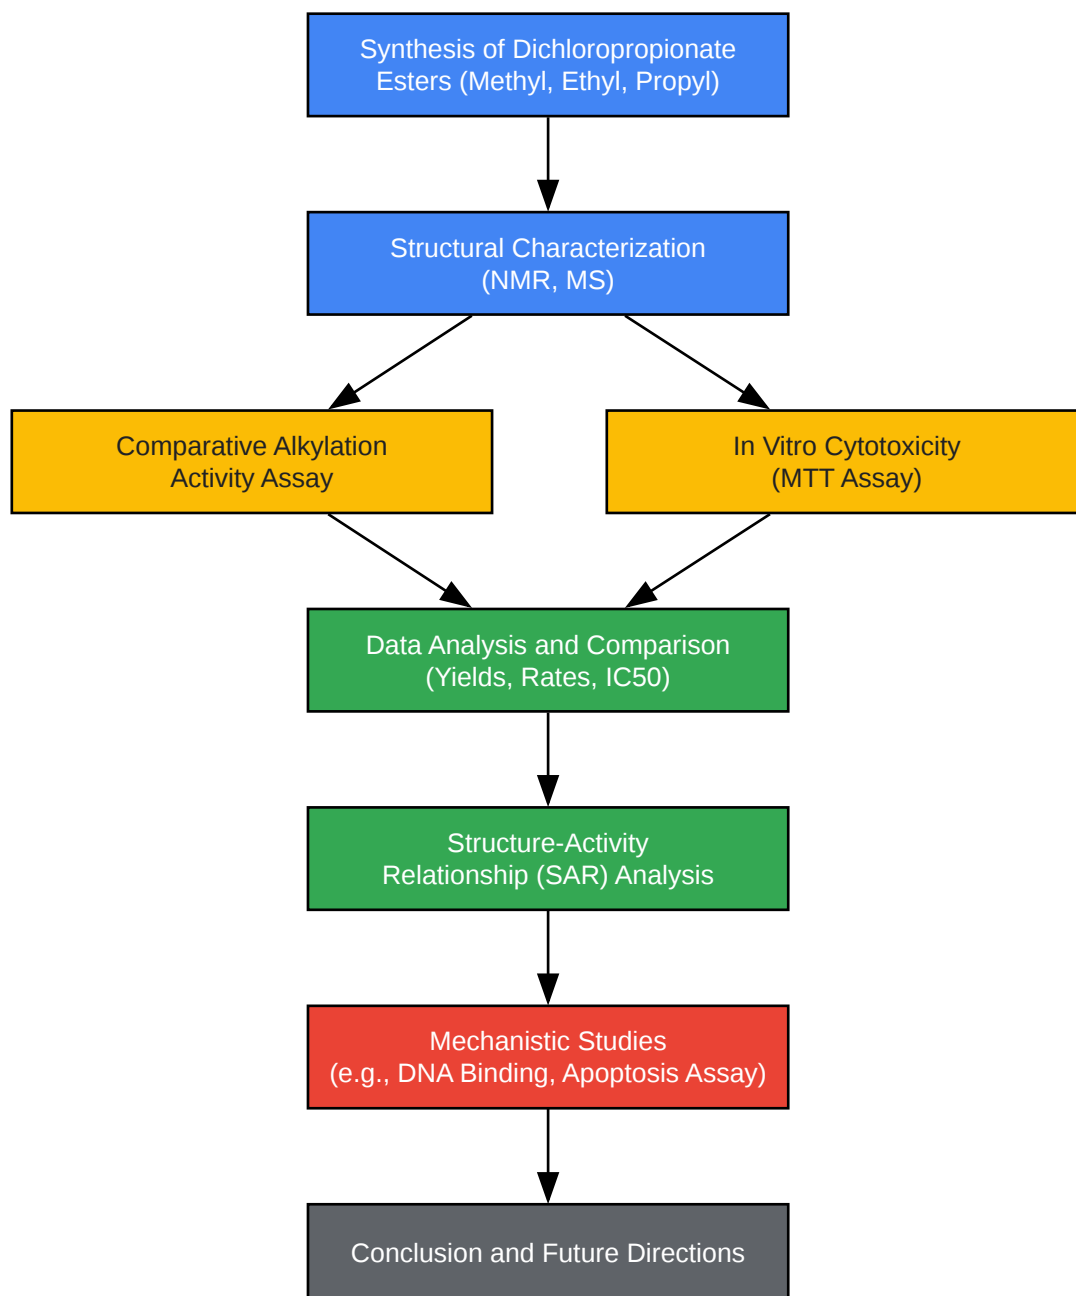 Synthesis of Dichloropropionate
Esters (Methyl, Ethyl, Propyl)
Structural Characterization
(NMR, MS)
Comparative Alkylation
Activity Assay
In Vitro Cytotoxicity
(MTT Assay)
Data Analysis and Comparison
(Yields, Rates, IC50)
Structure-Activity
Relationship (SAR) Analysis
Mechanistic Studies
(e.g., DNA Binding, Apoptosis Assay)
Conclusion and Future Directions